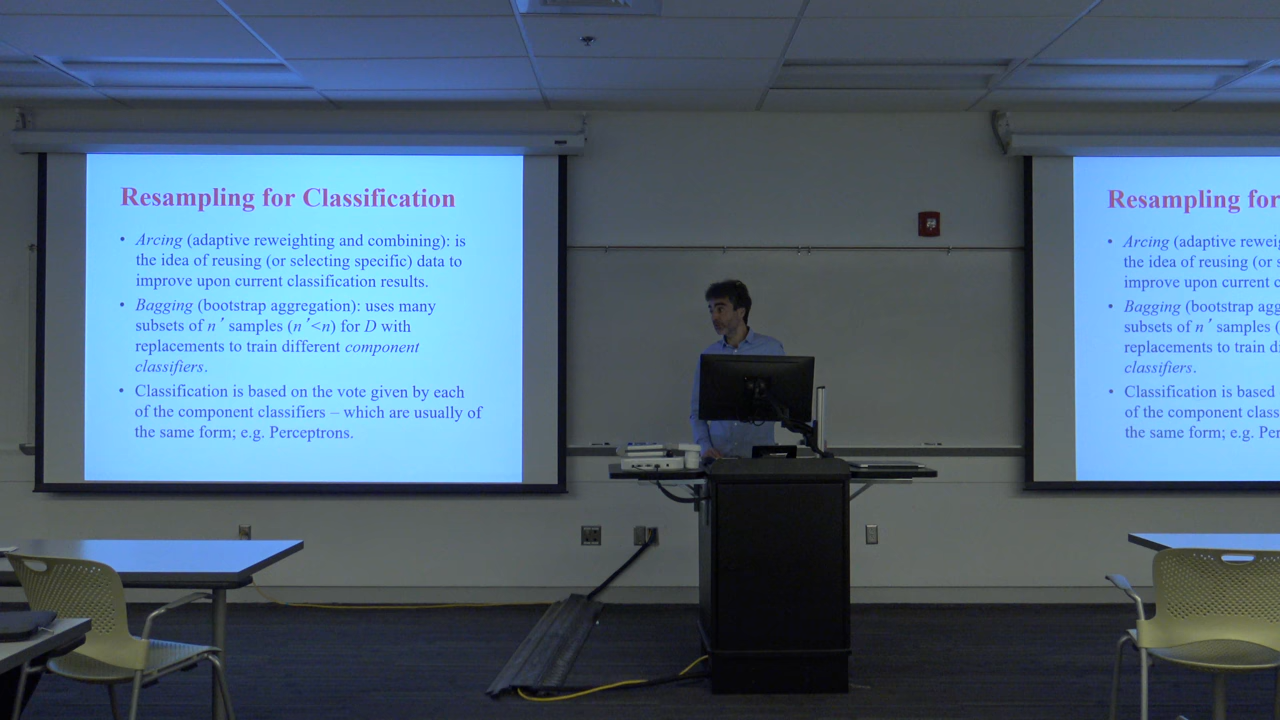 Resampling for Classification
• Arcing (adaptive reweighting and combining): is
the idea of reusing (or selecting specific) data to
improve upon current classification results.
• Bagging (bootstrap aggregation): uses many
subsets of n´ samples (n´<n) for D with
replacements to train different component
classifiers.
• Classification is based on the vote given by each
of the component classifiers – which are usually of
the same form; e.g. Perceptrons.
Resampling for
• Arcing (adaptive
the idea of reusing (or
improve upon current
• Bagging (bootstrap
subsets of n´ samples (
replacements to train
classifiers.
• Classification is based
of the component
the same form; e.g.